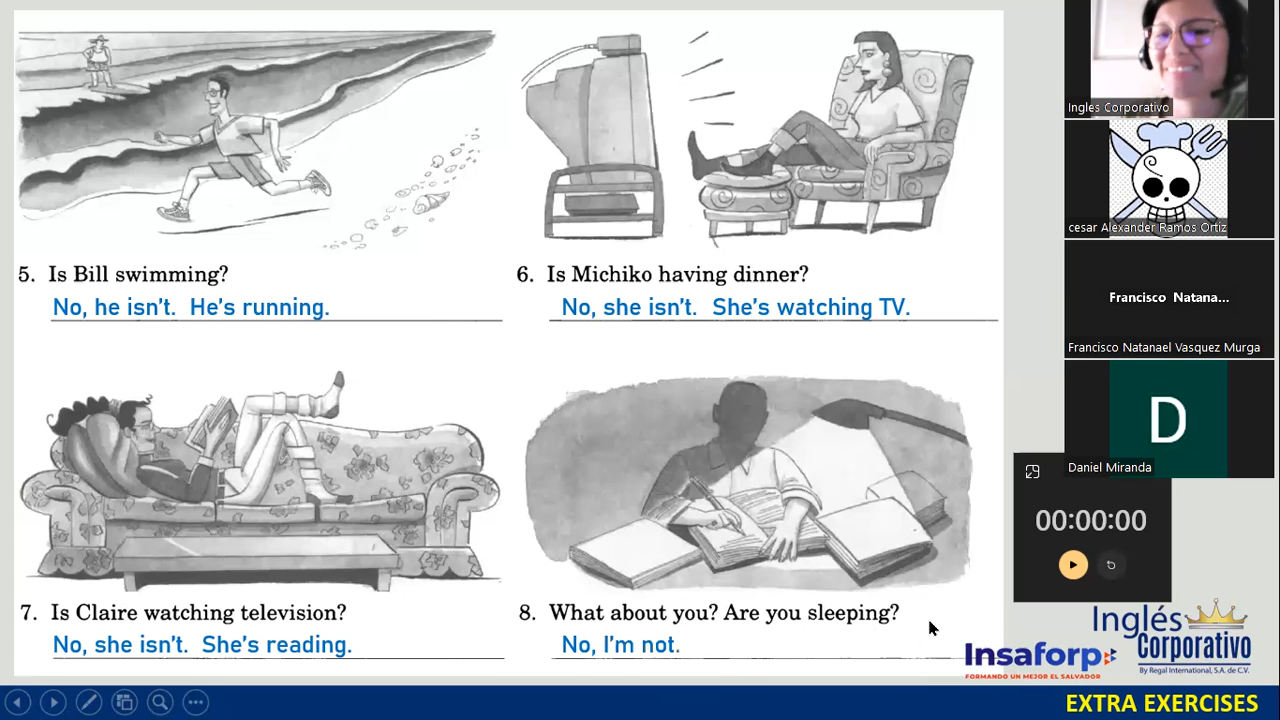 5. Is Bill swimming?
No, he isn't. He's running.
6. Is Michiko having dinner?
No, she isn't. She's watching TV.
7. Is Claire watching television?
No, she isn't. She's reading.
8. What about you? Are you sleeping?
No, I'm not.
Ingles Corporativo
cesar Alexander Ramos Ortiz
Francisco Natana...
Francisco Natanael Vasquez Murga
D
Daniel Miranda
00:00:00
Insaforp
FORMANDO UN MEJOR EL SALVADOR
Inglés
Corporativo
By Regal International, S.A. de C.V.
EXTRA EXERCISES